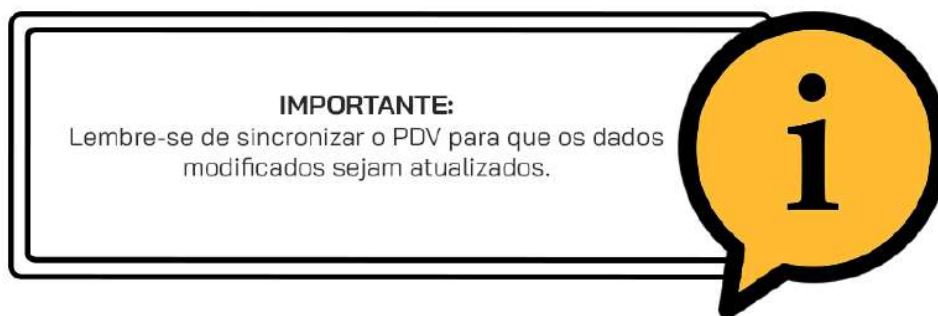 IMPORTANTE:
Lembre-se de sincronizar o PDV para que os dados
modificados sejam atualizados.
i